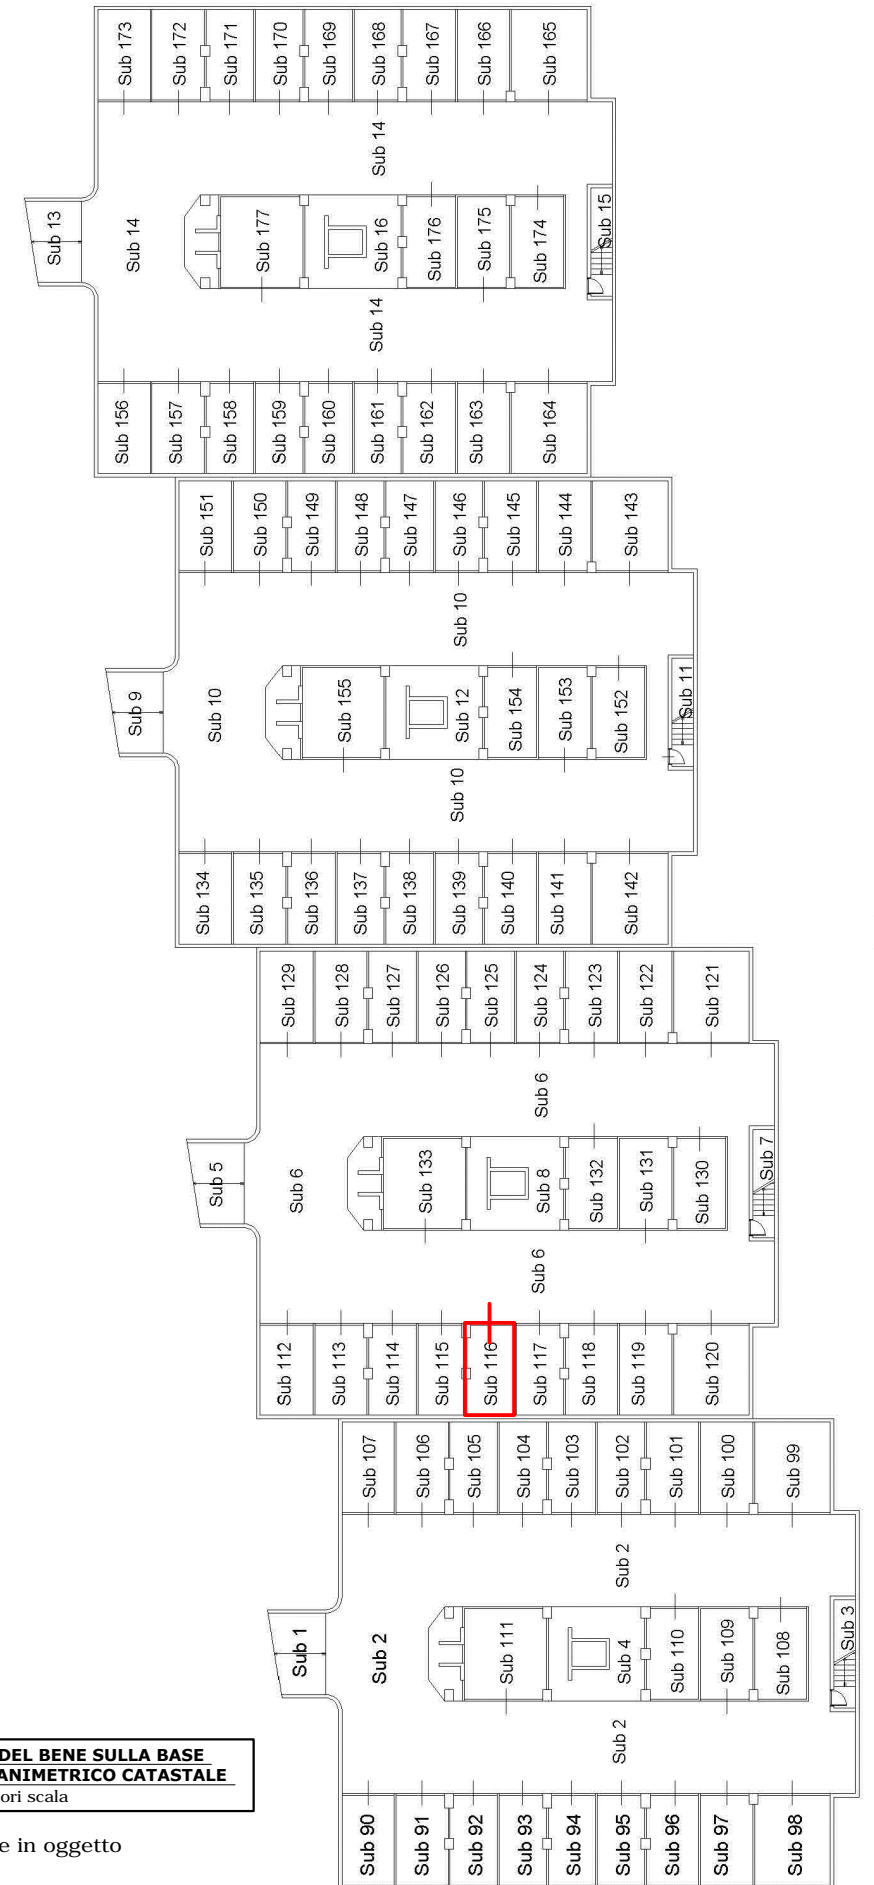 Sub 173
Sub 172
Sub 171
Sub 170
Sub 169
Sub 168
Sub 167
Sub 166
Sub 165
Sub 14
Sub 13
Sub 14
Sub 177
Sub 16
Sub 176
Sub 175
Sub 174
Sub 15
Sub 14
Sub 156
Sub 157
Sub 158
Sub 159
Sub 160
Sub 161
Sub 162
Sub 163
Sub 164
Sub 151
Sub 150
Sub 149
Sub 148
Sub 147
Sub 146
Sub 145
Sub 144
Sub 143
Sub 10
Sub 9
Sub 10
Sub 155
Sub 12
Sub 154
Sub 153
Sub 152
Sub 11
Sub 10
Sub 134
Sub 135
Sub 136
Sub 137
Sub 138
Sub 139
Sub 140
Sub 141
Sub 142
Sub 129
Sub 128
Sub 127
Sub 126
Sub 125
Sub 124
Sub 123
Sub 122
Sub 121
Sub 6
Sub 5
Sub 6
Sub 133
Sub 8
Sub 132
Sub 131
Sub 130
Sub 7
Sub 6
Sub 112
Sub 113
Sub 114
Sub 115
Sub 116
Sub 117
Sub 118
Sub 119
Sub 120
Sub 107
Sub 106
Sub 105
Sub 104
Sub 103
Sub 102
Sub 101
Sub 100
Sub 99
Sub 2
Sub 1
Sub 2
Sub 111
Sub 4
Sub 110
Sub 109
Sub 108
Sub 3
Sub 2
Sub 90
Sub 91
Sub 92
Sub 93
Sub 94
Sub 95
Sub 96
Sub 97
Sub 98
DEL BENE SULLA BASE
ANIMETRICO CATASTALE
ori scala
e in oggetto